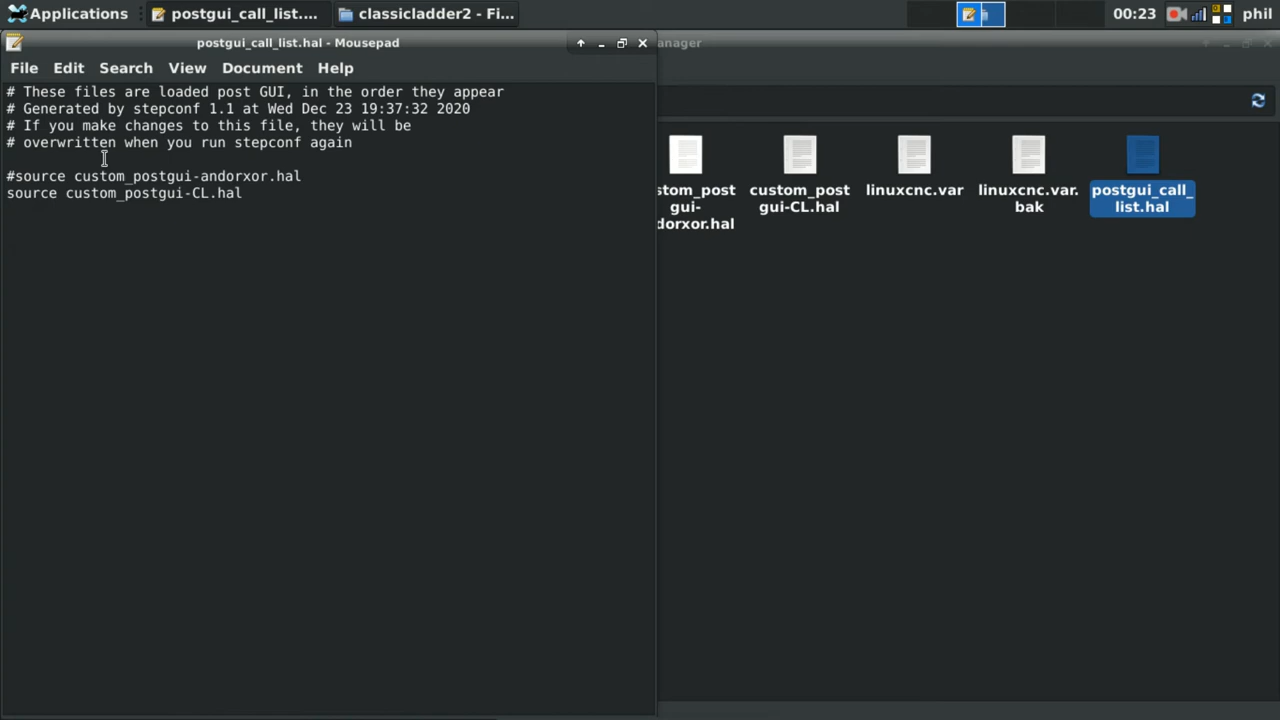 Applications
postgui_call_list....
classicladder2 - Fi...
00:23
phil
postgui_call_list.hal - Mousepad
anager
File Edit Search View Document Help
# These files are loaded post GUI, in the order they appear
# Generated by stepconf 1.1 at Wed Dec 23 19:37:32 2020
# If you make changes to this file, they will be
# overwritten when you run stepconf again
#source custom_postgui-andorxor.hal
source custom_postgui-CL.hal
stom_post
gui-
dorxor.hal
custom_po
stgui-CL.hal
linuxcnc.var
linuxcnc.var.
bak
postgui_call_
list.hal